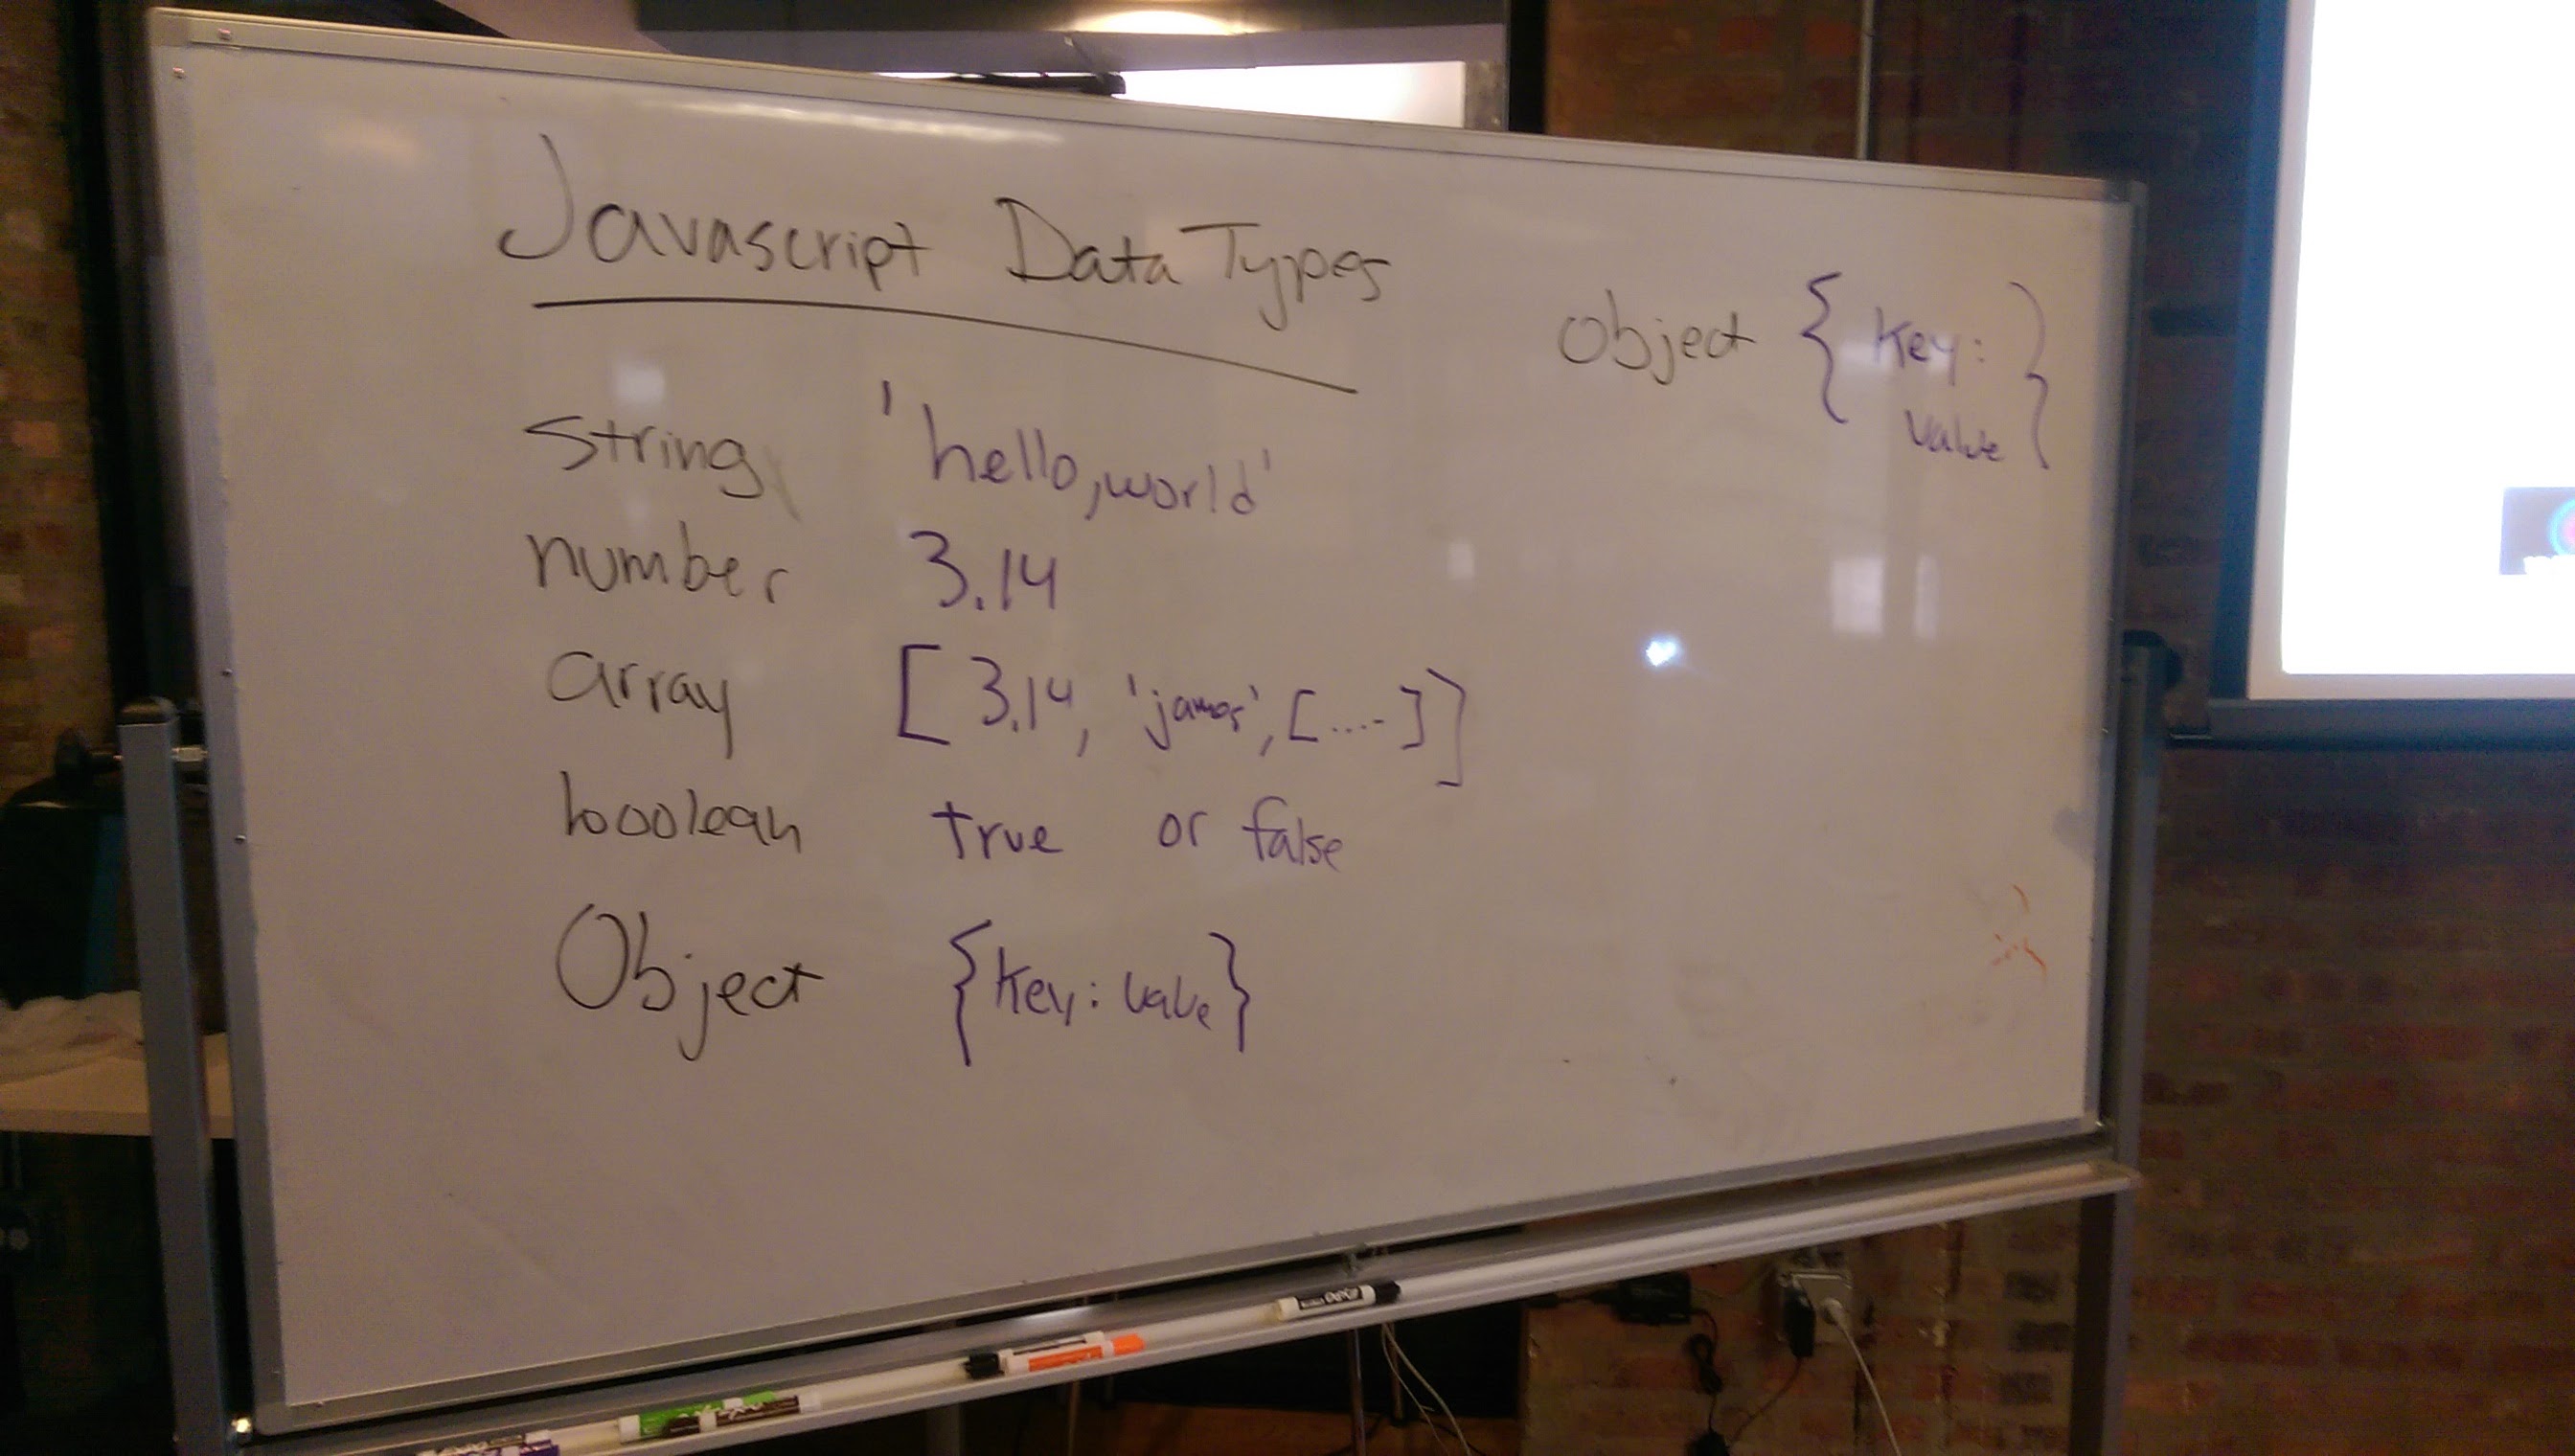 Javascript Data Types
string 'hello, world'
number 3.14
array [3.14, 'james', [....]]
boolean true or false
Object {key: value}
object {key:
value}
EXPO